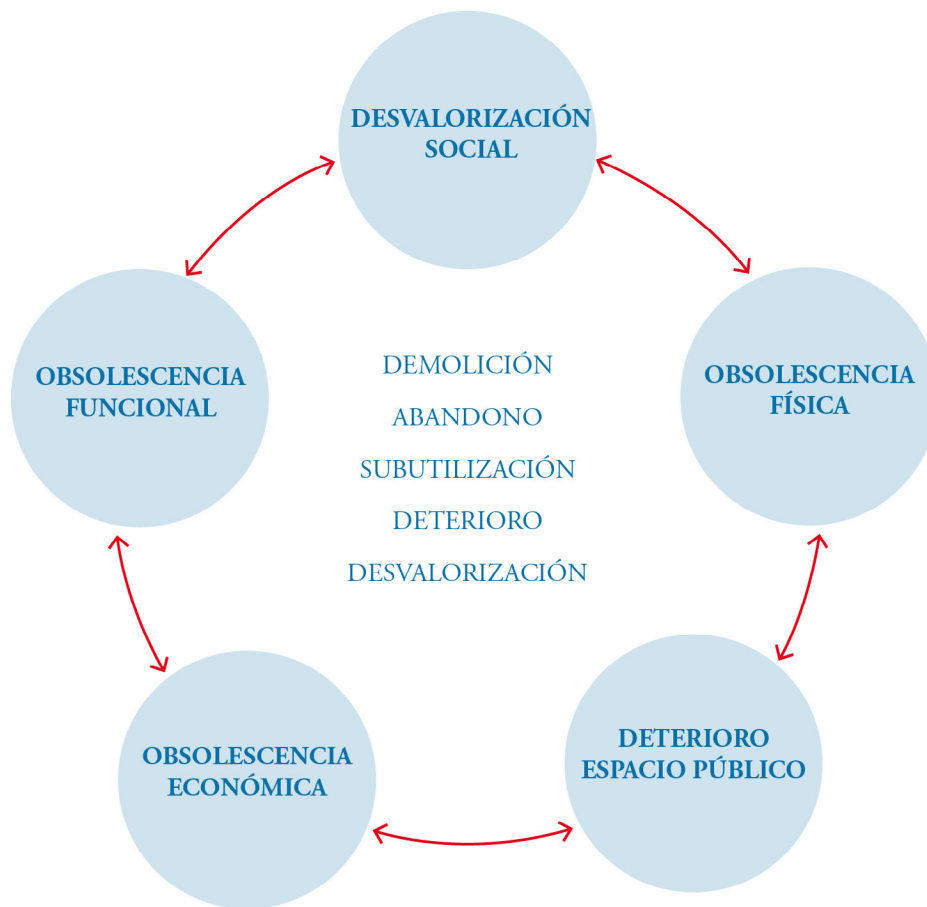 DESVALORIZACIÓN
SOCIAL
OBSOLESCENCIA
FUNCIONAL
OBSOLESCENCIA
FÍSICA
DEMOLICIÓN
ABANDONO
SUBUTILIZACIÓN
DETERIORO
DESVALORIZACIÓN
OBSOLESCENCIA
ECONÓMICA
DETERIORO
ESPACIO PÚBLICO